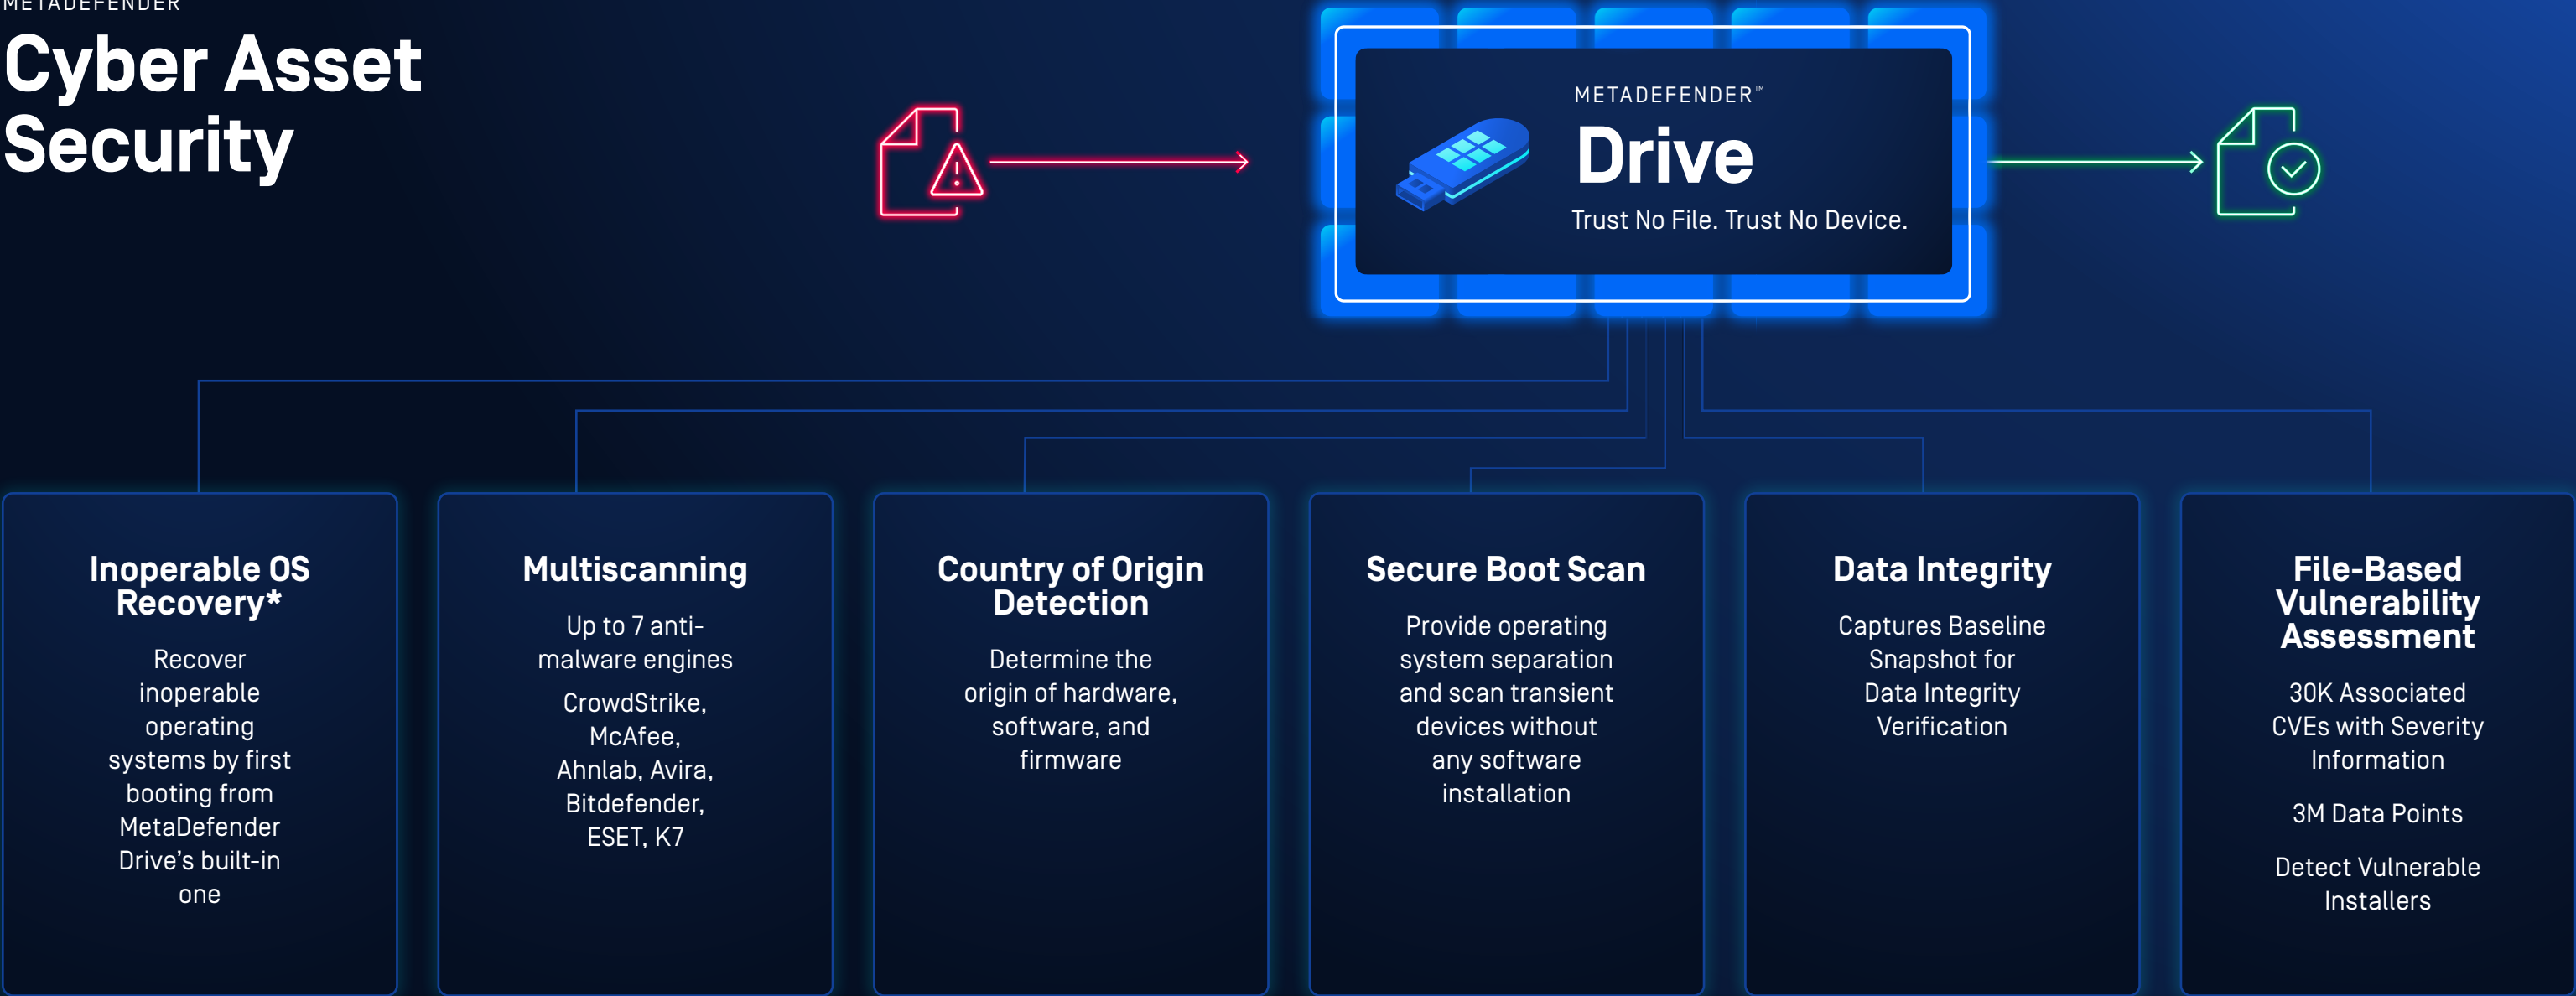 METADEFENDER
Cyber Asset
Security
METADEFENDER™
Drive
Trust No File. Trust No Device.
Inoperable OS
Recovery*
Recover
inoperable
operating
systems by first
booting from
MetaDefender
Drive’s built-in
one
Multiscanning
Up to 7 anti-
malware engines
CrowdStrike,
McAfee,
Ahnlab, Avira,
Bitdefender,
ESET, K7
Country of Origin
Detection
Determine the
origin of hardware,
software, and
firmware
Secure Boot Scan
Provide operating
system separation
and scan transient
devices without
any software
installation
Data Integrity
Captures Baseline
Snapshot for
Data Integrity
Verification
File-Based
Vulnerability
Assessment
30K Associated
CVEs with Severity
Information
3M Data Points
Detect Vulnerable
Installers